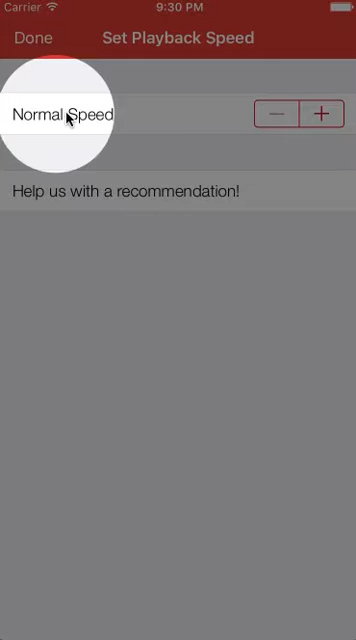 Carrier 9:30 PM
Done Set Playback Speed
Normal Speed
Help us with a recommendation!